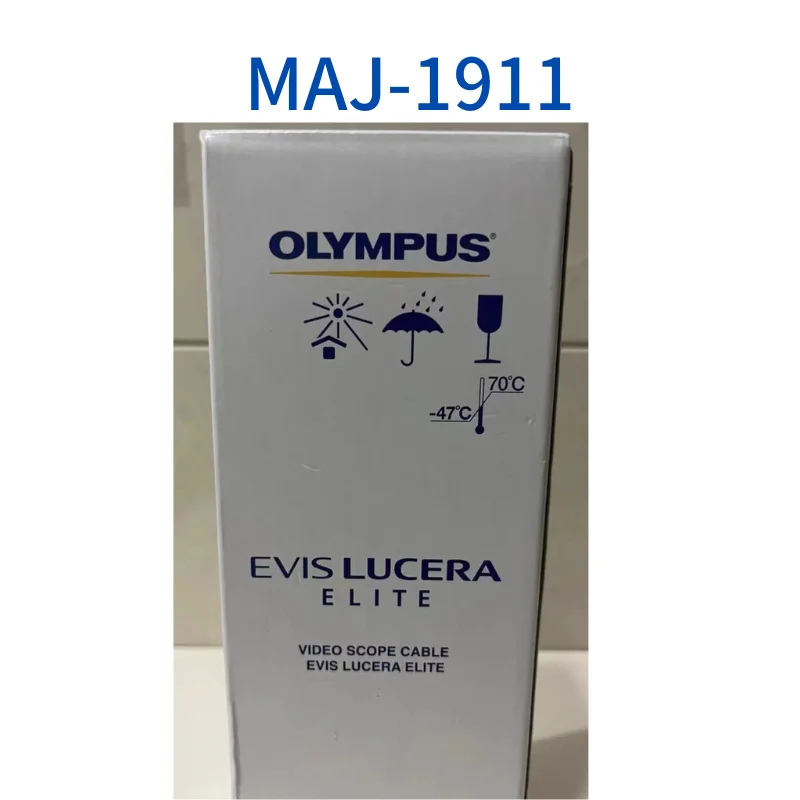 MAJ-1911
OLYMPUS®
70°C
-47°C
EVIS LUCERA
ELITE
VIDEO SCOPE CABLE
EVIS LUCERA ELITE